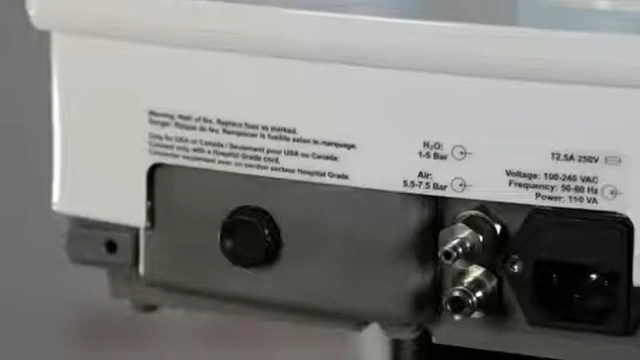 Warning: Risk of fire. Replace fuse as marked.
Danger: Risque de feu. Remplacer le fusible selon le marquage.
Only for USA or Canada / Seulement pour USA ou Canada:
Connect only with a Hospital Grade cord.
Connecter seulement avec un cordon secteur Hospital Grade.
H₂O:
1-5 Bar
Air:
5.5-7.5 Bar
T2.5A 250V
Voltage: 100-240 VAC
Frequency: 50-60 Hz
Power: 110 VA